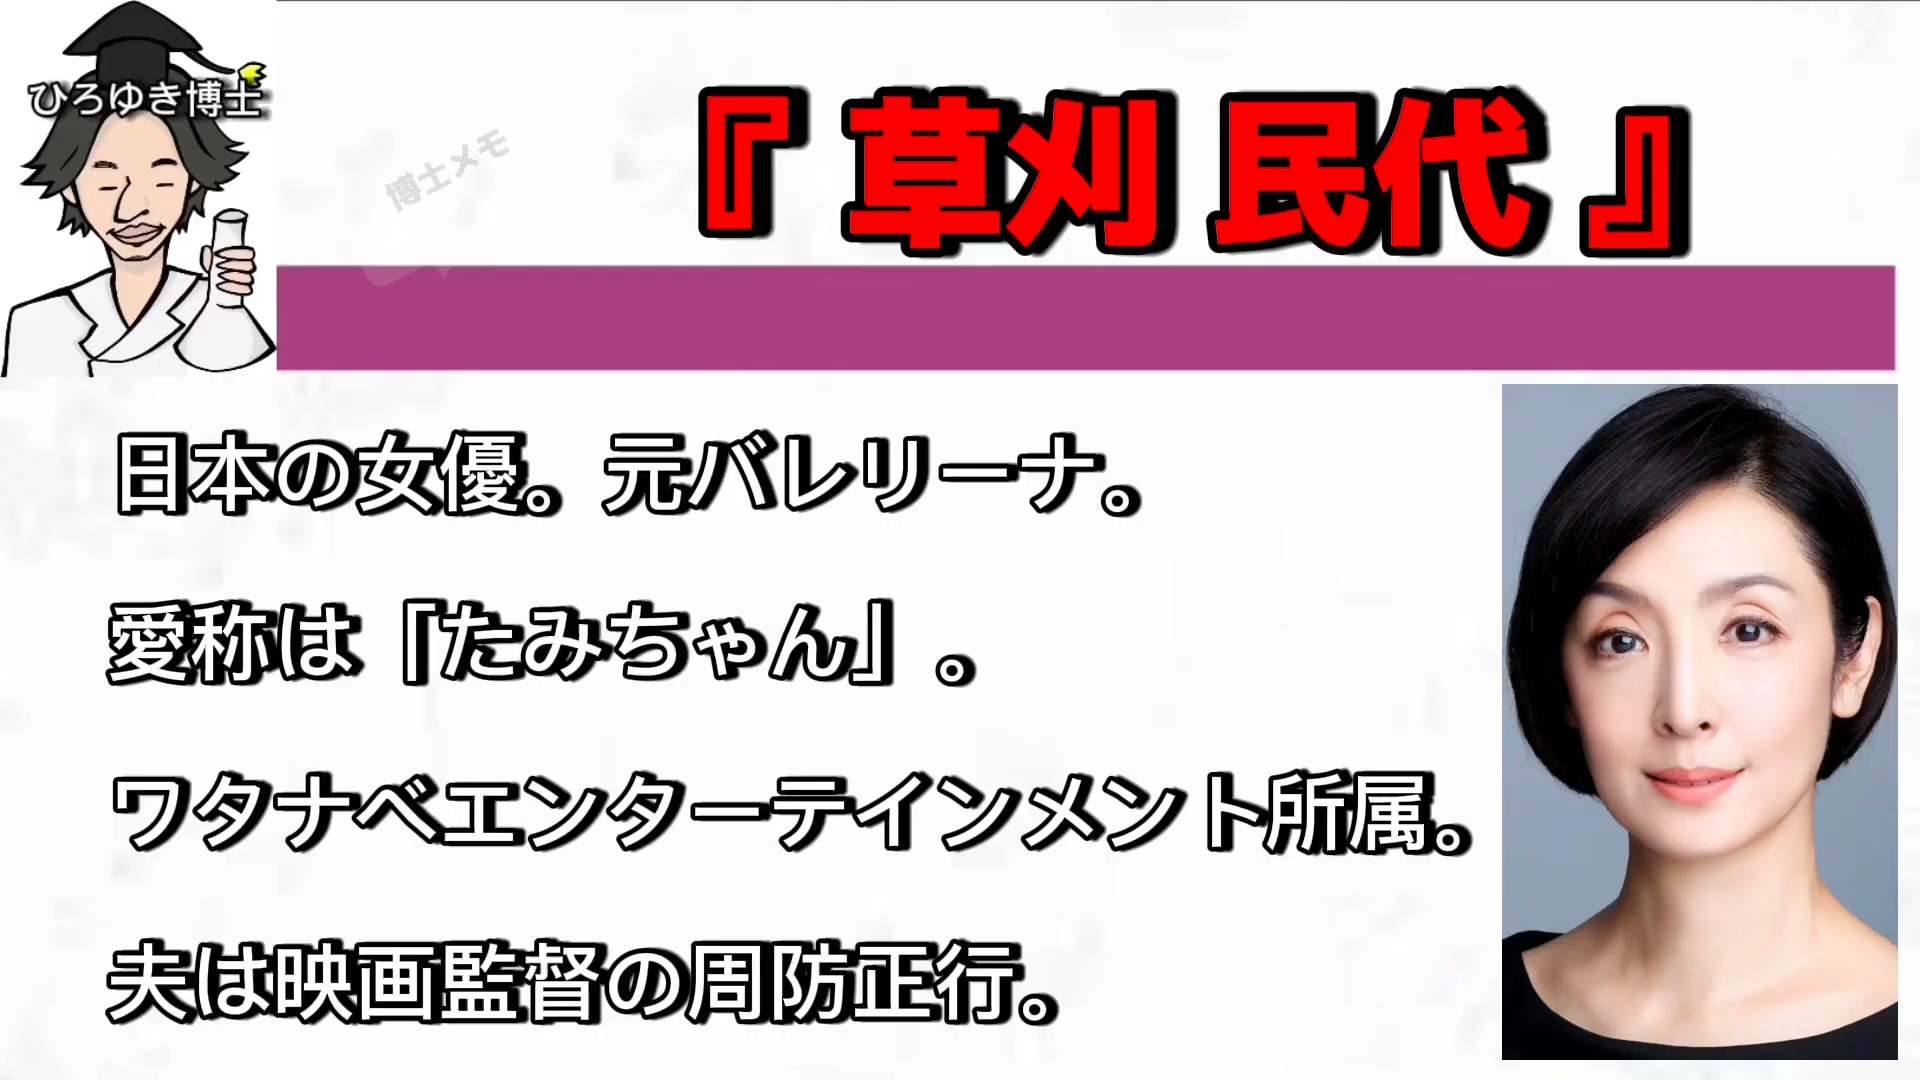 ひろゆき博士
博士メモ
『 草刈 民代 』
日本の女優。元バレリーナ。
愛称は「たみちゃん」。
ワタナベエンターテインメント所属。
夫は映画監督の周防正行。